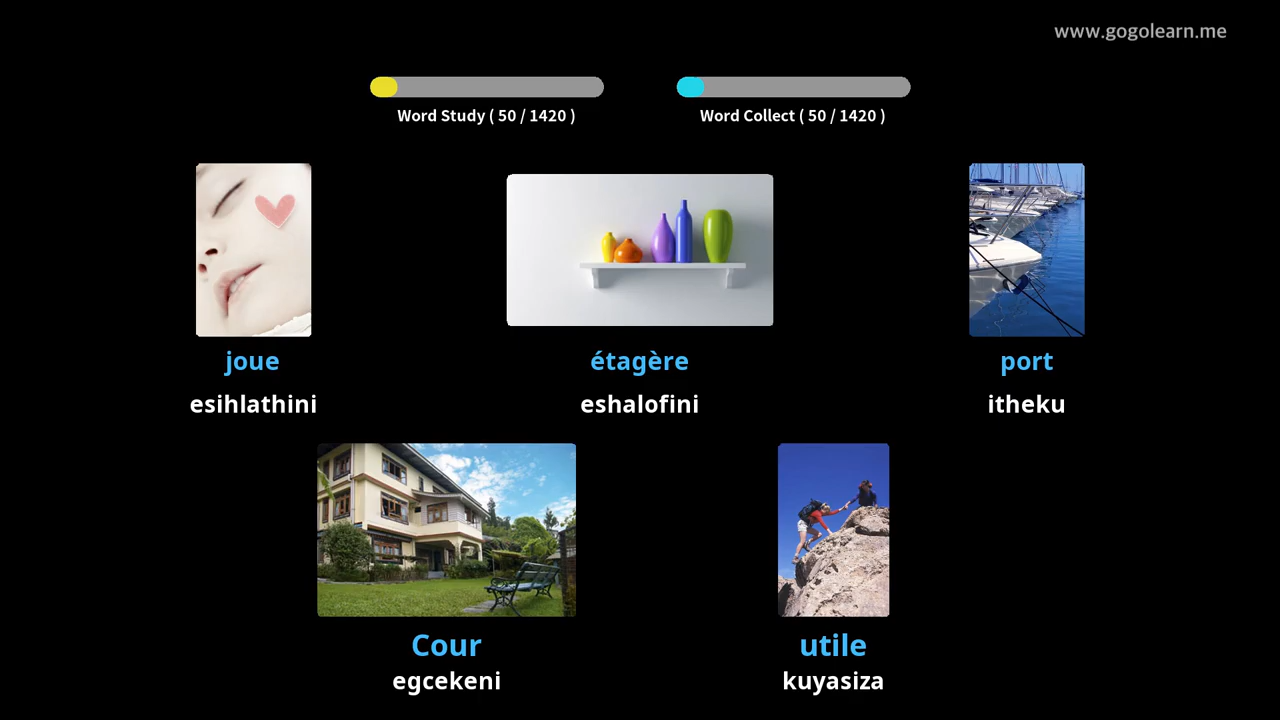 www.gogolearn.me
Word Study ( 50 / 1420 )
Word Collect ( 50 / 1420 )
joue
esihlathini
étagère
eshalofini
port
itheku
Cour
egcekeni
utile
kuyasiza